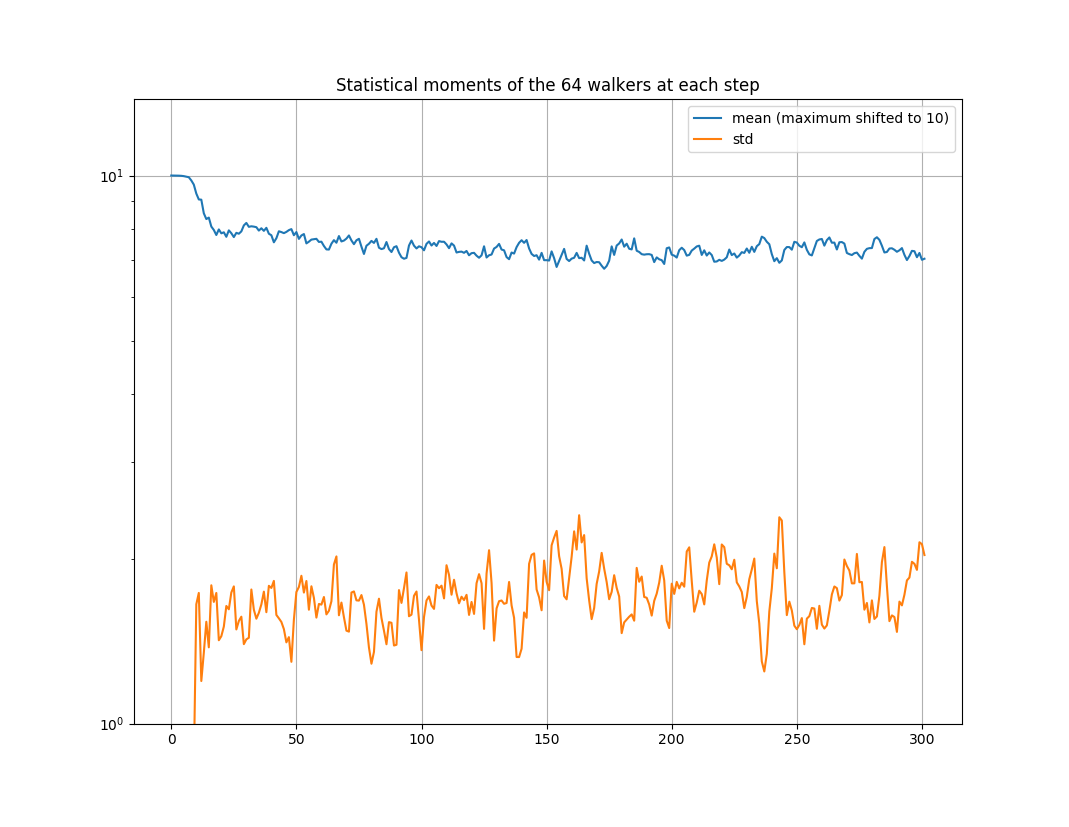 Statistical moments of the 64 walkers at each step
mean (maximum shifted to 10)
std
10^1
10^0
0 50 100 150 200 250 300